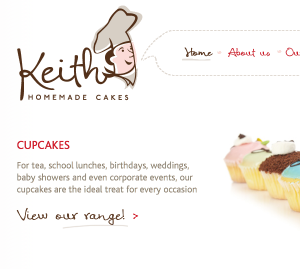 Keith's
HOMEMADE CAKES
Home About us
CUPCAKES
For tea, school lunches, birthdays, weddings,
baby showers and even corporate events, our
cupcakes are the ideal treat for every occasion
View our range! >